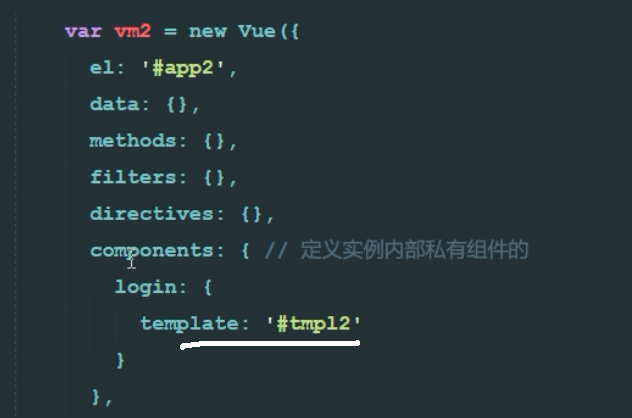 var vm2 = new Vue({
el: '#app2',
data: {},
methods: {},
filters: {},
directives: {},
components: { // 定义实例内部私有组件的
login: {
template: '#tmpl2'
}
},